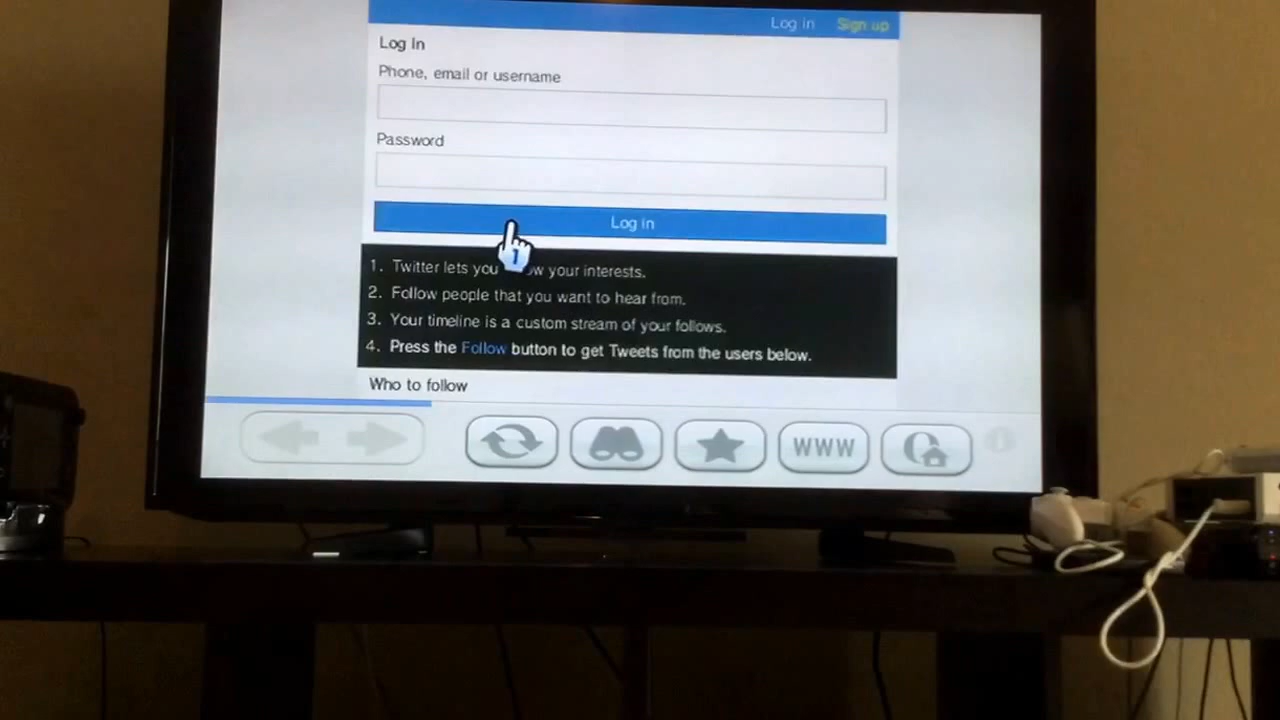 Log in Sign up
Log In
Phone, email or username
Password
Log in
1
1. Twitter lets you your interests.
2. Follow people that you want to hear from.
3. Your timeline is a custom stream of your follows.
4. Press the Follow button to get Tweets from the users below.
Who to follow
WWW